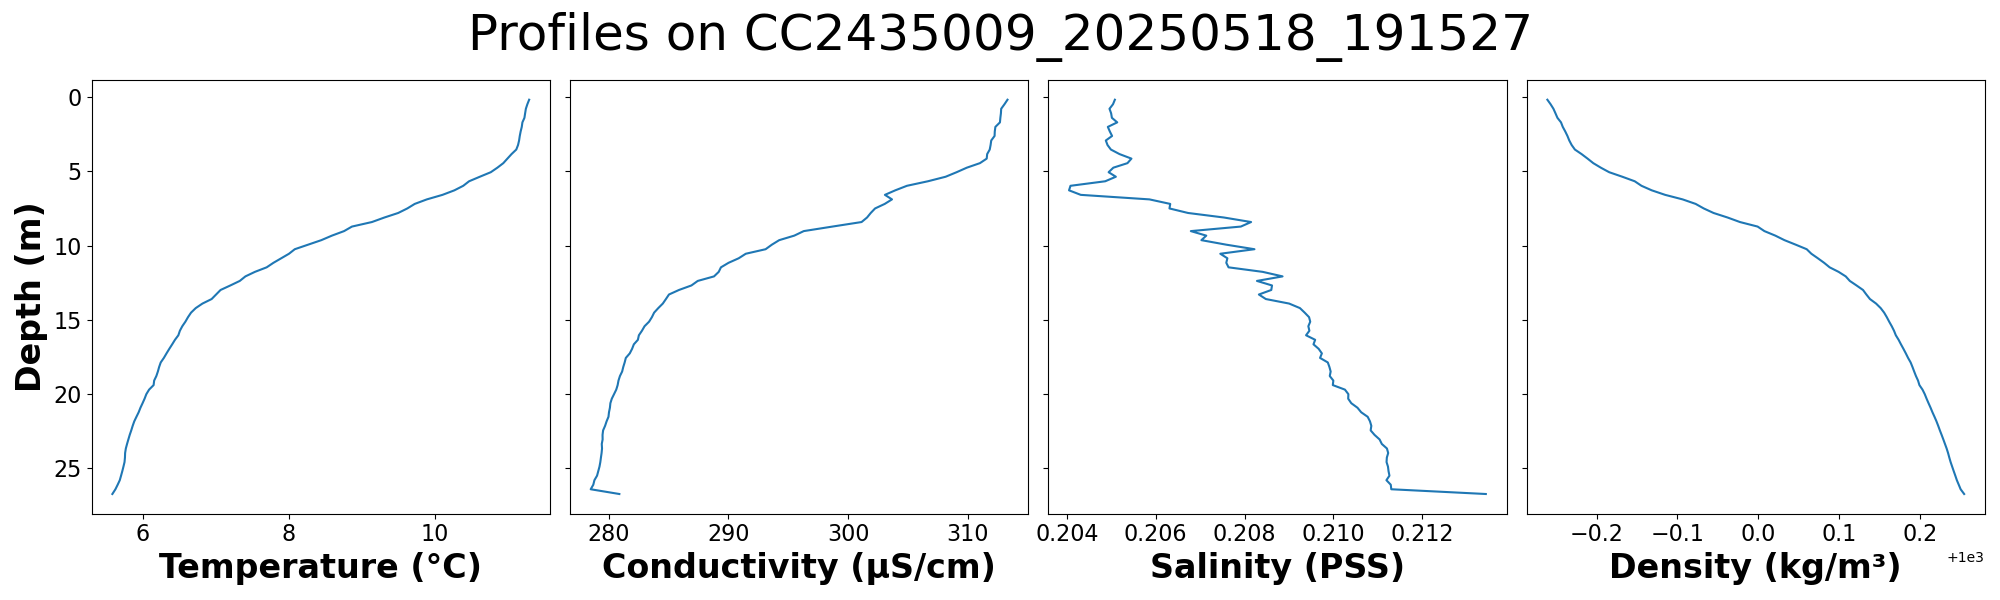 Profiles on CC2435009_20250518_191527
Depth (m)
0
5
10
15
20
25
6 8 10
Temperature (°C)
280 290 300 310
Conductivity (µS/cm)
0.204 0.206 0.208 0.210 0.212
Salinity (PSS)
−0.2 −0.1 0.0 0.1 0.2
+1e3
Density (kg/m³)